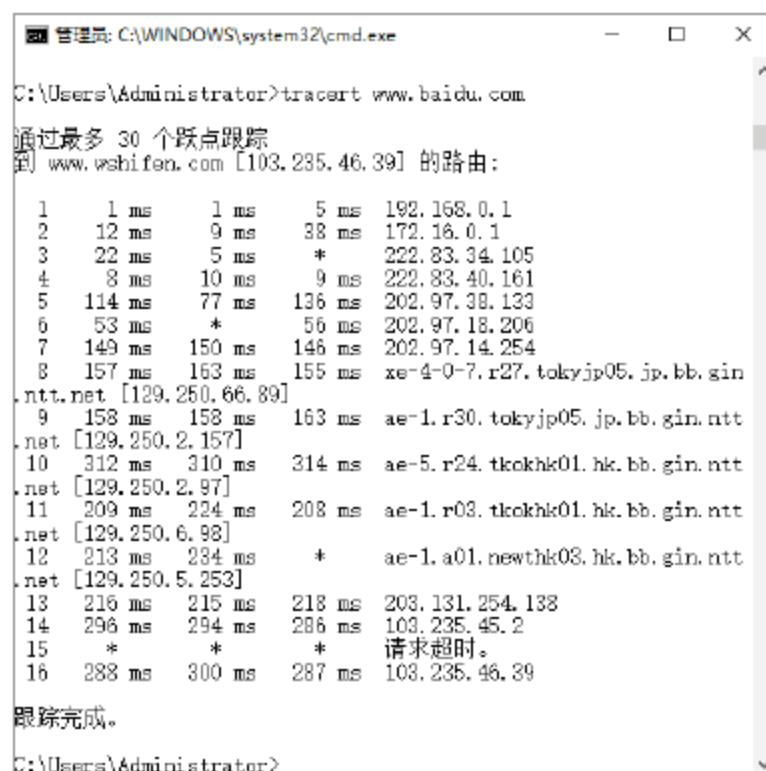 管理员: C:\WINDOWS\system32\cmd.exe
C:\Users\Administrator>tracert www.baidu.com
通过最多 30 个跃点跟踪
到 www.wshifen.com [103.235.46.39] 的路由:
1 1 ms 1 ms 5 ms 192.168.0.1
2 12 ms 9 ms 38 ms 172.16.0.1
3 22 ms 5 ms * 222.83.34.105
4 8 ms 10 ms 9 ms 222.83.40.161
5 114 ms 77 ms 136 ms 202.97.38.133
6 53 ms * 56 ms 202.97.18.206
7 149 ms 150 ms 146 ms 202.97.14.254
8 157 ms 163 ms 155 ms xe-4-0-7.r27.tokyjp05.jp.bb.gin
.ntt.net [129.250.66.89]
9 158 ms 158 ms 163 ms ae-1.r30.tokyjp05.jp.bb.gin.ntt
.net [129.250.2.157]
10 312 ms 310 ms 314 ms ae-5.r24.tkokhk01.hk.bb.gin.ntt
.net [129.250.2.97]
11 209 ms 224 ms 208 ms ae-1.r03.tkokhk01.hk.bb.gin.ntt
.net [129.250.6.98]
12 213 ms 234 ms * ae-1.a01.newthk03.hk.bb.gin.ntt
.net [129.250.5.253]
13 216 ms 215 ms 218 ms 203.131.254.138
14 296 ms 294 ms 286 ms 103.235.45.2
15 * * * 请求超时。
16 288 ms 300 ms 287 ms 103.235.46.39
跟踪完成。
C:\Users\Administrator>